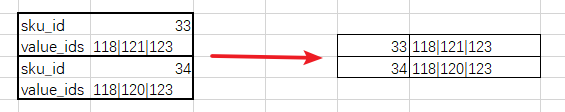 sku_id 33
value_ids 118|121|123
sku_id 34
value_ids 118|120|123
33 118|121|123
34 118|120|123